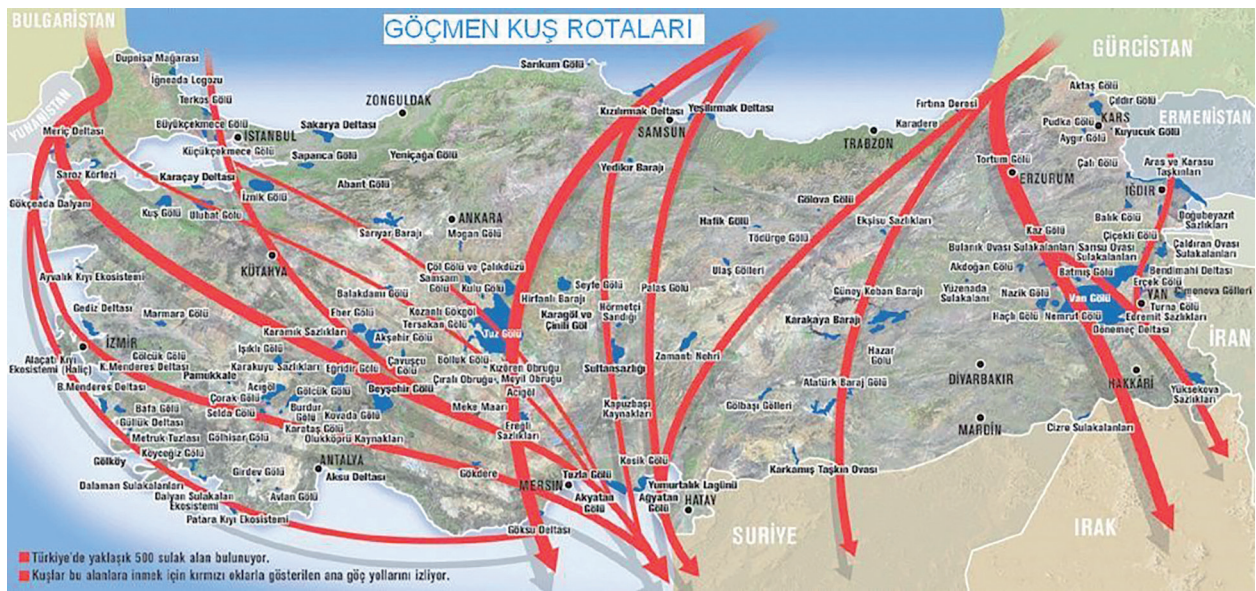 GÖÇMEN KUŞ ROTALARI
BULGARİSTAN
YUNANİSTAN
GÜRCİSTAN
ERMENİSTAN
İRAN
IRAK
SURİYE
Dupnisa Mağarası
İğneada Logozu
Terkos Gölü
Büyükçekmece Gölü
İSTANBUL
Küçükçekmece Gölü
Meriç Deltası
Saroz Körfezi
Gökçeada Dalyanı
Karaçay Deltası
Kuş Gölü
Ulubat Gölü
İznik Gölü
ZONGULDAK
Sakarya Deltası
Sapanca Gölü
Yeniçağa Gölü
Abant Gölü
Sarıkum Gölü
Kızılırmak Deltası
Yeşilırmak Deltası
SAMSUN
Yedikır Barajı
Fırtına Deresi
Karadere
TRABZON
Aktaş Gölü
Çıldır Gölü
Pudka Gölü
KARS
Aygır Gölü
Kuyucuk Gölü
Çalı Gölü
Tortum Gölü
ERZURUM
Aras ve Karasu
Taşkınları
IĞDIR
Balık Gölü
Doğubeyazıt
Sazlıkları
Çiçekli Gölü
Kaz Gölü
Bulanık Ovası Sulakalanları
Sarısu Ovası
Sulakalanları
Çaldıran Ovası
Sulakalanları
Akdoğan Gölü
Batmış Gölü
Bendimahi Deltası
Erçek Gölü
Yüzenada
Sulakalanı
Nazik Gölü
Van Gölü
VAN
Turna Gölü
Haçlı Gölü
Nemrut Gölü
Edremit Sazlıkları
Dönemeç Deltası
HAKKARİ
Yüksekova
Sazlıkları
Cizre Sulakalanları
DİYARBAKIR
MARDİN
Gölova Gölü
Ekşisu Sazlıkları
Hafik Gölü
Tödürge Gölü
Ulaş Gölleri
Güney Keban Barajı
Karakaya Barajı
Hazar
Gölü
Atatürk Baraj Gölü
Gölbaşı Gölleri
Karkamış Taşkın Ovası
ANKARA
Mogan Gölü
Sarıyar Barajı
KÜTAHYA
Çöl Gölü ve Çalıkdüzü
Samsam
Gölü
Kulu Gölü
Balakdanı Gölü
Kozanlı Gökgöl
Tersakan Gölü
Hirfanlı Barajı
Seyfe Gölü
Palas Gölü
Karagöl ve
Çinili Göl
Hörmetçi
Sandığı
Tuz Gölü
Eber Gölü
Akşehir Gölü
Karamık Sazlıkları
Çavuşçu
Gölü
Bolluk Gölü
Kızören Obruğu
Çıralı Obruğu
Meyil Obruğu
Acıgöl
Sultansazlığı
Zamantı Nehri
Kapuzbaşı
Kaynakları
Meke Maarı
Ereğli
Sazlıkları
Ayvalık Kıyı Ekosistemi
Gediz Deltası
Marmara Gölü
İZMİR
Alaçatı Kıyı
Ekosistemi (Haliç)
Gölcük Gölü
K.Menderes Deltası
B.Menderes Deltası
Pamukkale
Işıklı Gölü
Karakuyu Sazlıkları
Eğirdir Gölü
Beyşehir Gölü
Acıgöl
Çorak Gölü
Gölcük Gölü
Burdur
Gölü
Kovada Gölü
Salda Gölü
Karataş Gölü
Bafa Gölü
Güllük Deltası
Metruk Tuzlası
Gölhisar Gölü
Olukköprü Kaynakları
Köyceğiz Gölü
Gölköy
Dalaman Sulakalanları
Girdev Gölü
ANTALYA
Aksu Deltası
Dalyan Sulakalan
Ekosistemi
Avlan Gölü
Patara Kıyı Ekosistemi
Gökdere
MERSİN
Tuzla Gölü
Akyatan
Gölü
Göksu Deltası
Kesik Gölü
Yumurtalık Lagünü
Ağyatan
Gölü
HATAY
Türkiye'de yaklaşık 500 sulak alan bulunuyor.
Kuşlar bu alanlara inmek için kırmızı oklarla gösterilen ana göç yollarını izliyor.